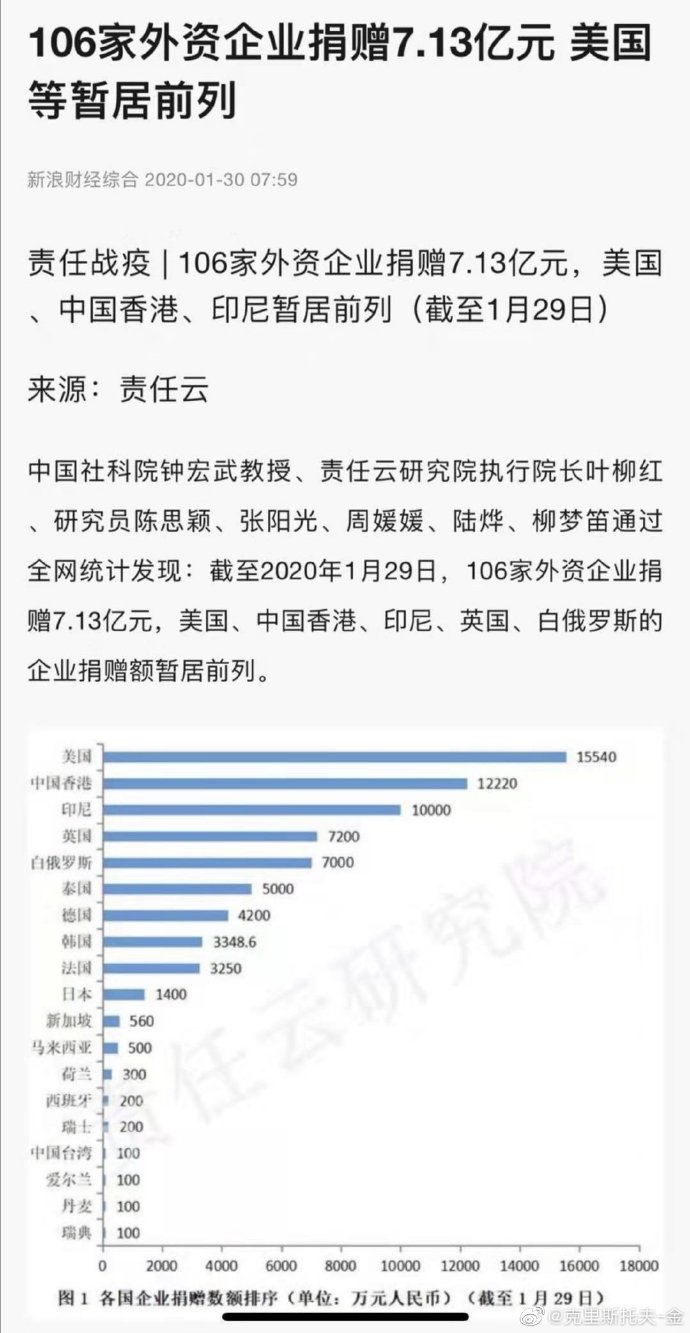 106家外资企业捐赠7.13亿元 美国
等暂居前列
新浪财经综合 2020-01-30 07:59
责任战疫 | 106家外资企业捐赠7.13亿元，美国
、中国香港、印尼暂居前列（截至1月29日）
来源：责任云
中国社科院钟宏武教授、责任云研究院执行院长叶柳红
、研究员陈思颖、张阳光、周媛媛、陆烨、柳梦笛通过
全网统计发现：截至2020年1月29日，106家外资企业捐
赠7.13亿元，美国、中国香港、印尼、英国、白俄罗斯的
企业捐赠额暂居前列。
美国 15540
中国香港 12220
印尼 10000
英国 7200
白俄罗斯 7000
泰国 5000
德国 4200
韩国 3348.6
法国 3250
日本 1400
新加坡 560
马来西亚 500
荷兰 300
西班牙 200
瑞士 200
中国台湾 100
爱尔兰 100
丹麦 100
瑞典 100
0 2000 4000 6000 8000 10000 12000 14000 16000 18000
图1 各国企业捐赠数额排序（单位：万元人民币）（截至1月29日）
责任云研究院
@克里斯托夫-金